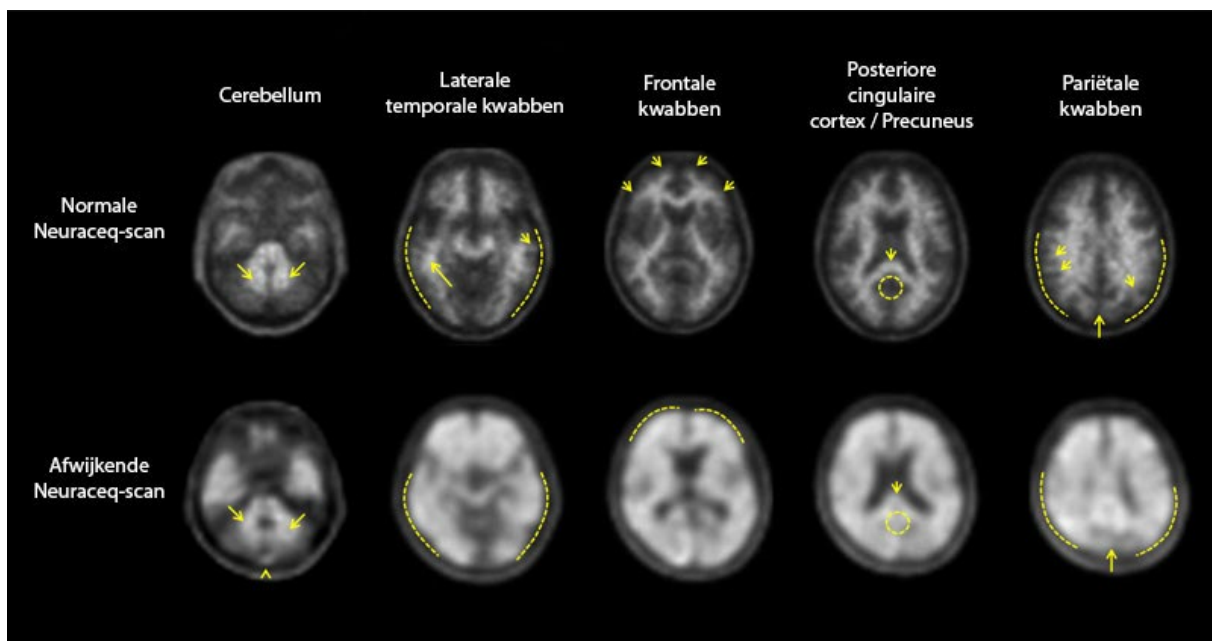 Cerebellum
Laterale
temporale kwabben
Frontale
kwabben
Posteriore
cingulaire
cortex / Precuneus
Pariëtale
kwabben
Normale
Neuraceq-scan
Afwijkende
Neuraceq-scan